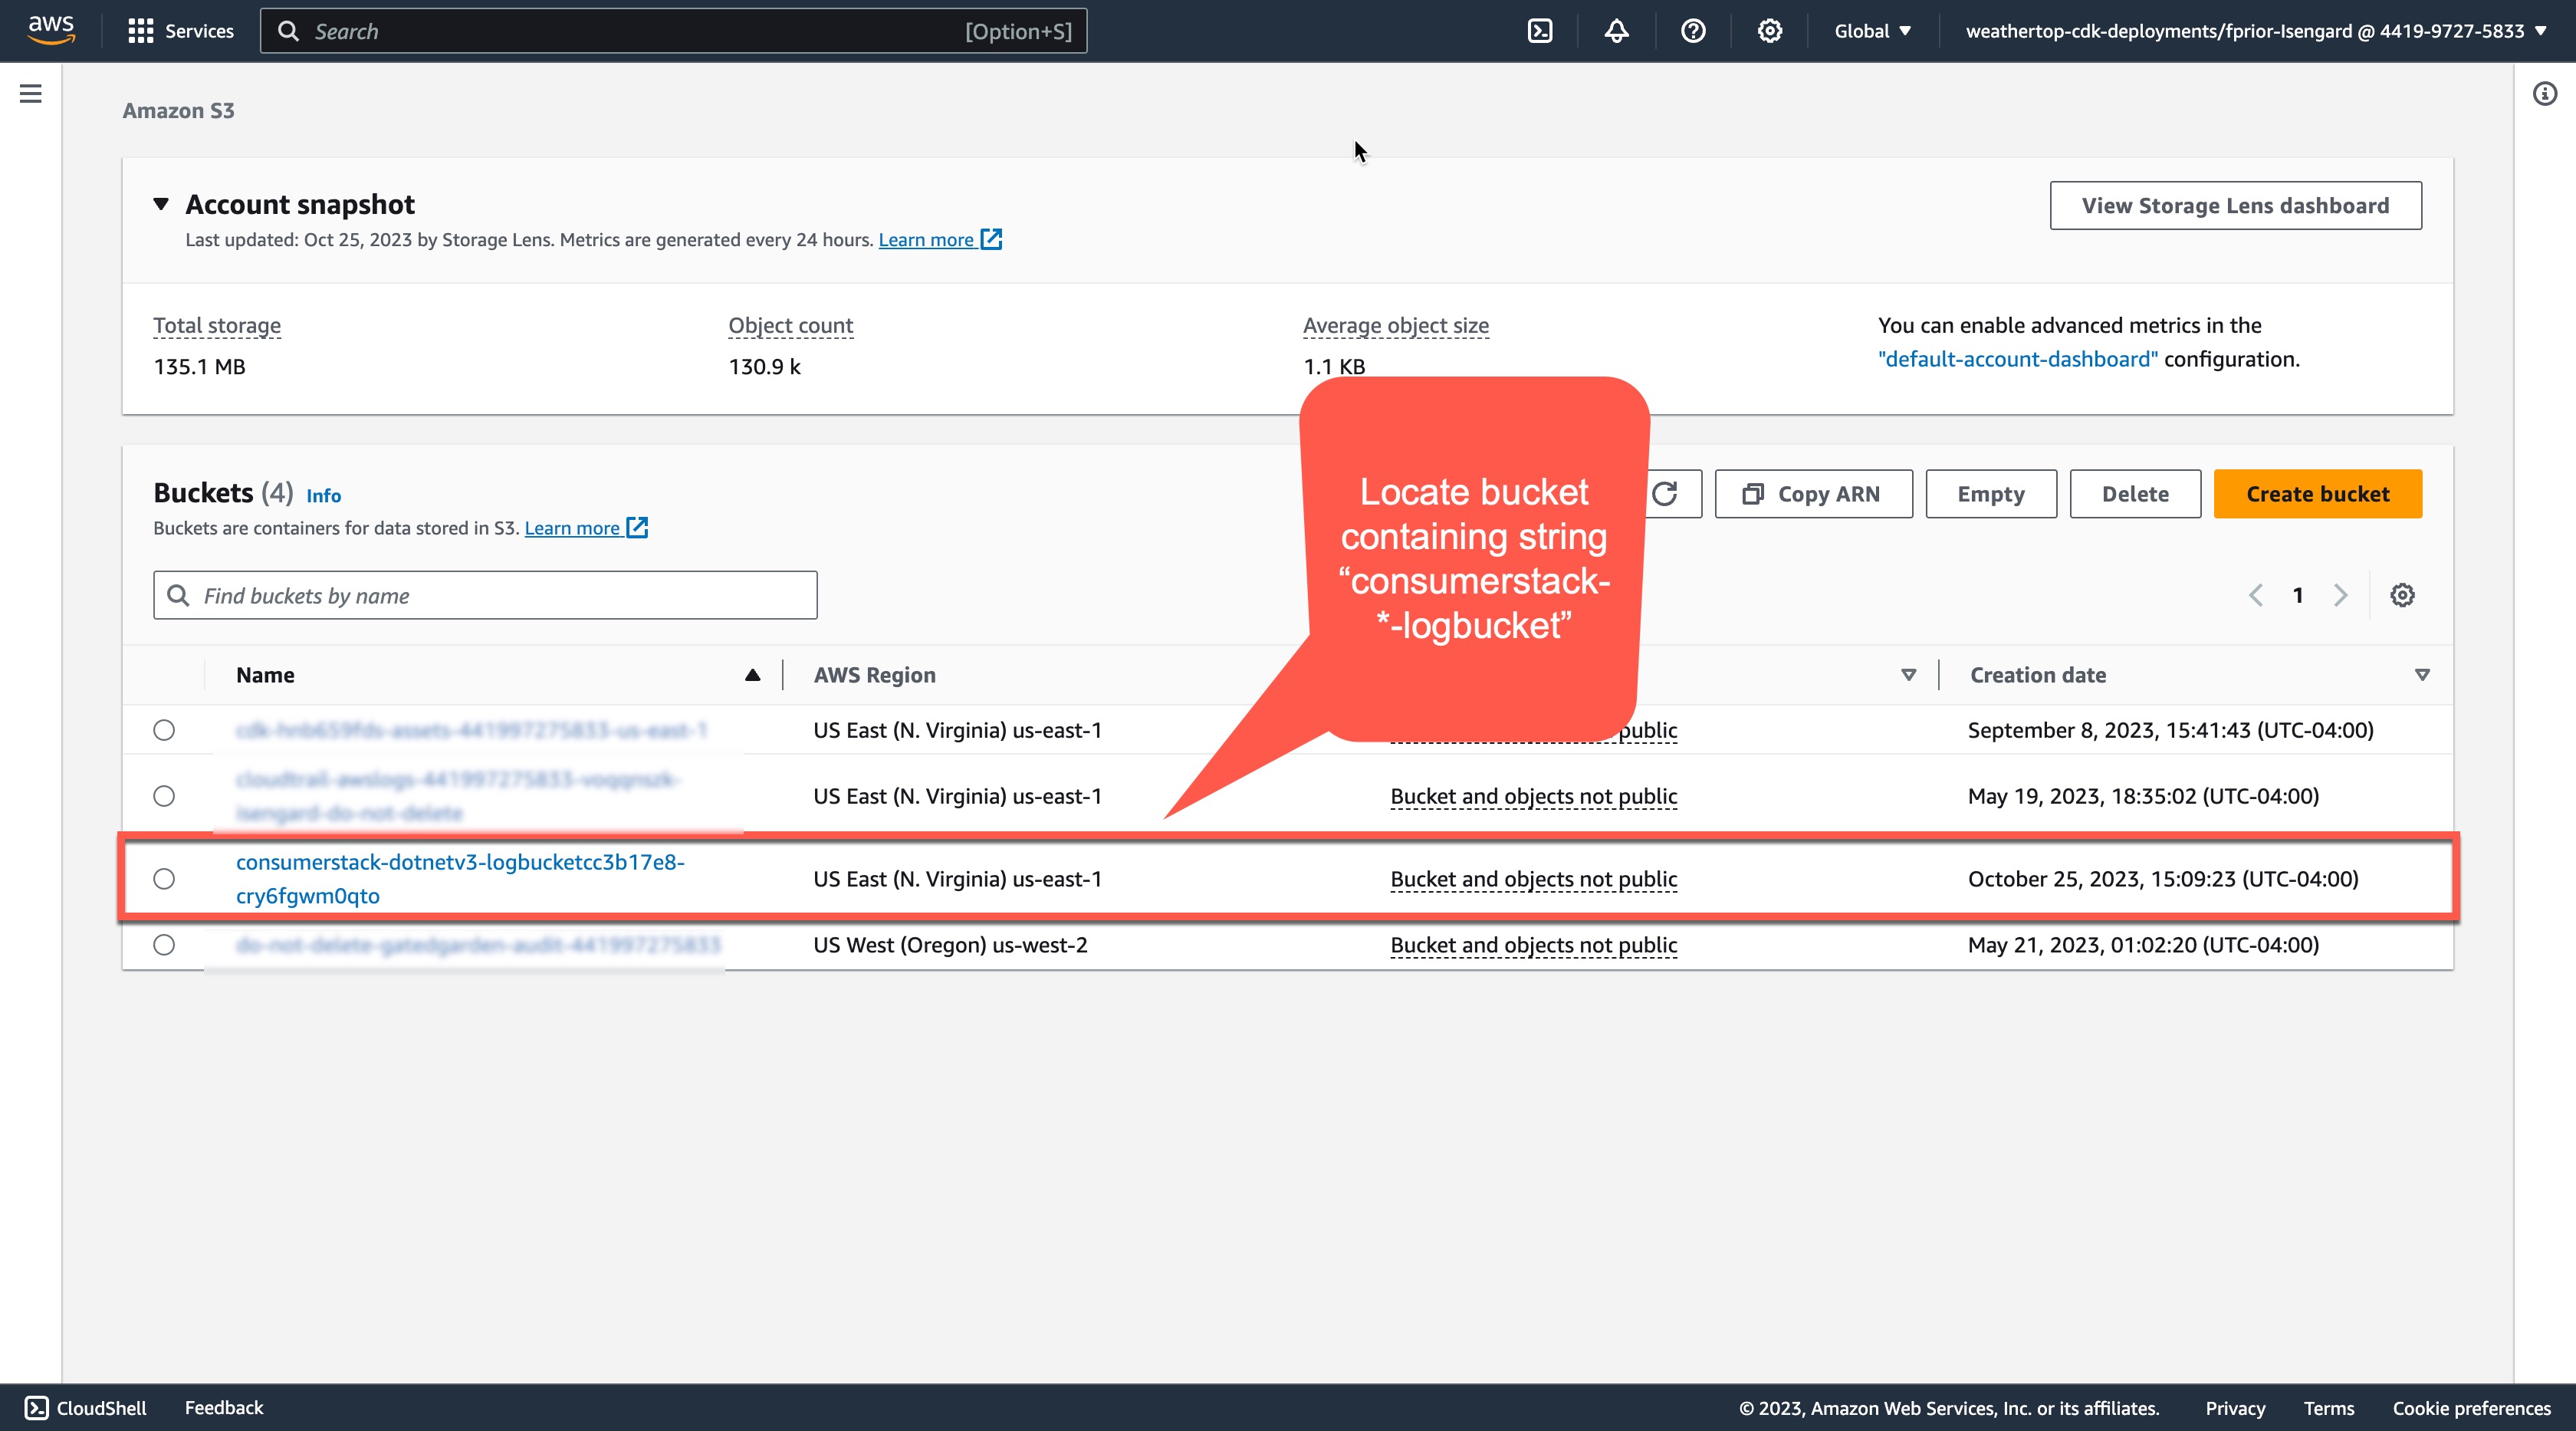 aws
Services
Search
[Option+S]
Global
weathertop-cdk-deployments/fprior-Isengard @ 4419-9727-5833
Amazon S3
Account snapshot
View Storage Lens dashboard
Last updated: Oct 25, 2023 by Storage Lens. Metrics are generated every 24 hours. Learn more
Total storage
135.1 MB
Object count
130.9 k
Average object size
1.1 KB
You can enable advanced metrics in the
"default-account-dashboard" configuration.
Buckets (4) Info
Buckets are containers for data stored in S3. Learn more
Copy ARN
Empty
Delete
Create bucket
Locate bucket
containing string
“consumerstack-
*-logbucket”
Find buckets by name
1
Name
AWS Region
Creation date
US East (N. Virginia) us-east-1
public
September 8, 2023, 15:41:43 (UTC-04:00)
US East (N. Virginia) us-east-1
Bucket and objects not public
May 19, 2023, 18:35:02 (UTC-04:00)
consumerstack-dotnetv3-logbucketcc3b17e8-
cry6fgwm0qto
US East (N. Virginia) us-east-1
Bucket and objects not public
October 25, 2023, 15:09:23 (UTC-04:00)
US West (Oregon) us-west-2
Bucket and objects not public
May 21, 2023, 01:02:20 (UTC-04:00)
CloudShell
Feedback
© 2023, Amazon Web Services, Inc. or its affiliates.
Privacy
Terms
Cookie preferences